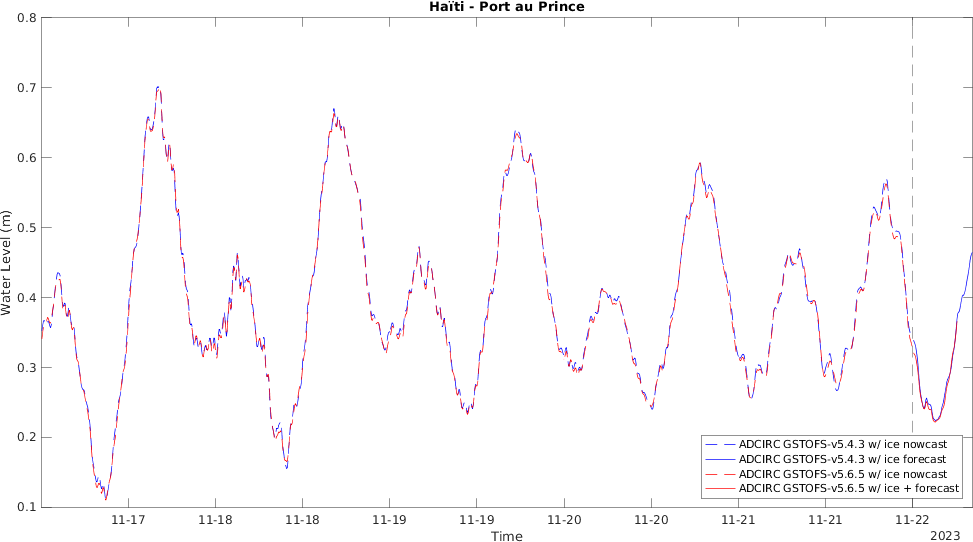 Haïti - Port au Prince
Water Level (m)
0.8
0.7
0.6
0.5
0.4
0.3
0.2
0.1
11-17
11-18
11-18
11-19
11-19
11-20
11-20
11-21
11-21
11-22
Time
2023
ADCIRC GSTOFS-v5.4.3 w/ ice nowcast
ADCIRC GSTOFS-v5.4.3 w/ ice forecast
ADCIRC GSTOFS-v5.6.5 w/ ice nowcast
ADCIRC GSTOFS-v5.6.5 w/ ice + forecast